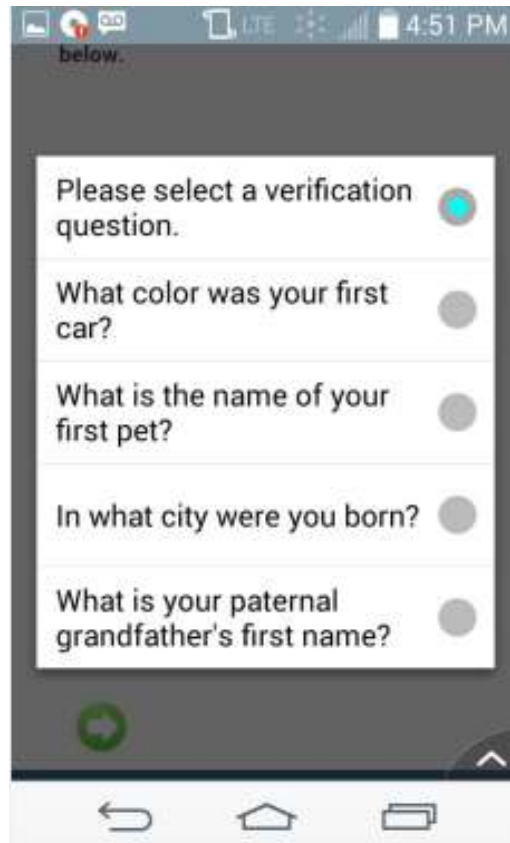 LTE 4:51 PM
below.
Please select a verification
question.
What color was your first
car?
What is the name of your
first pet?
In what city were you born?
What is your paternal
grandfather's first name?